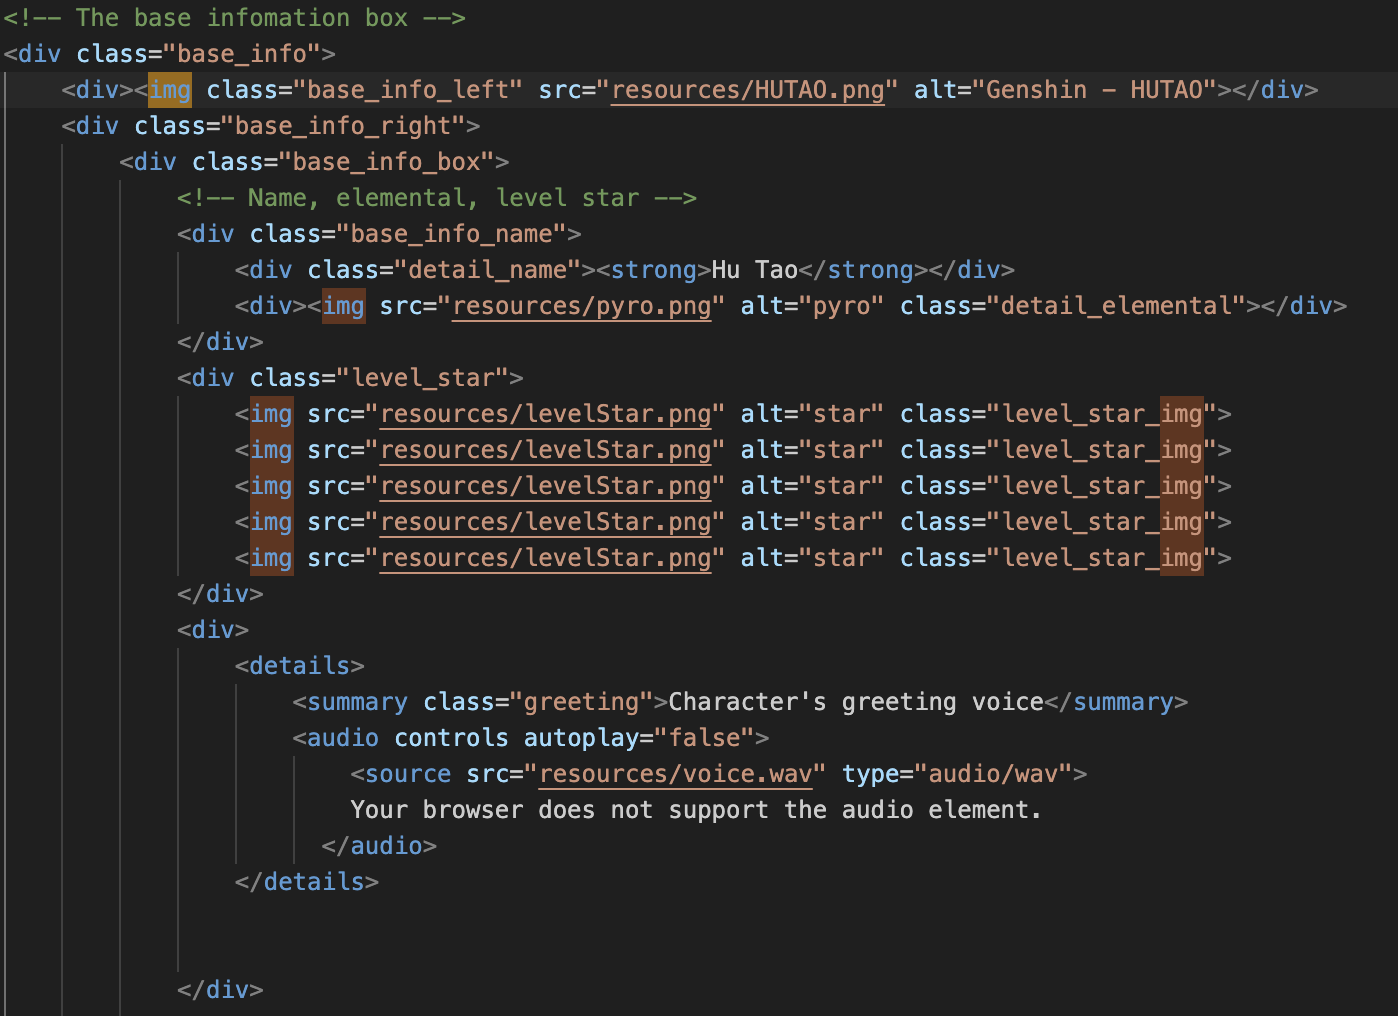 <!-- The base infomation box -->
<div class="base_info">
    <div><img class="base_info_left" src="resources/HUTAO.png" alt="Genshin - HUTAO"></div>
    <div class="base_info_right">
        <div class="base_info_box">
            <!-- Name, elemental, level star -->
            <div class="base_info_name">
                <div class="detail_name"><strong>Hu Tao</strong></div>
                <div><img src="resources/pyro.png" alt="pyro" class="detail_elemental"></div>
            </div>
            <div class="level_star">
                <img src="resources/levelStar.png" alt="star" class="level_star_img">
                <img src="resources/levelStar.png" alt="star" class="level_star_img">
                <img src="resources/levelStar.png" alt="star" class="level_star_img">
                <img src="resources/levelStar.png" alt="star" class="level_star_img">
                <img src="resources/levelStar.png" alt="star" class="level_star_img">
            </div>
            <div>
                <details>
                    <summary class="greeting">Character's greeting voice</summary>
                    <audio controls autoplay="false">
                        <source src="resources/voice.wav" type="audio/wav">
                        Your browser does not support the audio element.
                      </audio>
                </details>
            </div>